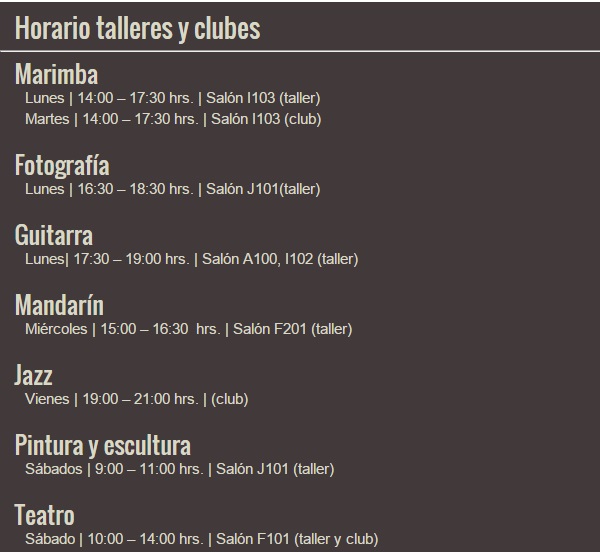 Horario talleres y clubes
Marimba
Lunes | 14:00 – 17:30 hrs. | Salón I103 (taller)
Martes | 14:00 – 17:30 hrs. | Salón I103 (club)
Fotografía
Lunes | 16:30 – 18:30 hrs. | Salón J101(taller)
Guitarra
Lunes| 17:30 – 19:00 hrs. | Salón A100, I102 (taller)
Mandarín
Miércoles | 15:00 – 16:30  hrs. | Salón F201 (taller)
Jazz
Vienes | 19:00 – 21:00 hrs. | (club)
Pintura y escultura
Sábados | 9:00 – 11:00 hrs. | Salón J101 (taller)
Teatro
Sábado | 10:00 – 14:00 hrs. | Salón F101 (taller y club)